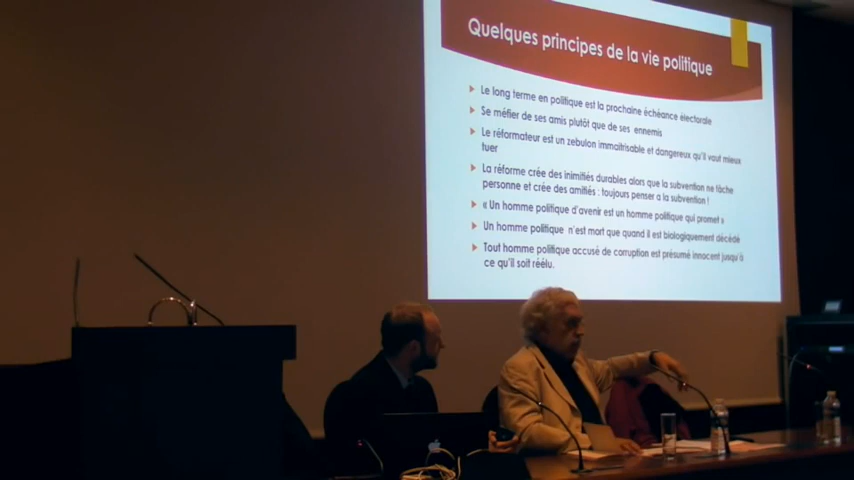 Quelques principes de la vie politique
Le long terme en politique est la prochaine échéance électorale
Se méfier de ses amis plutôt que de ses ennemis
Le réformateur est un zebulon immaitrisable et dangereux qu'il vaut mieux
tuer
La réforme crée des inimitiés durables alors que la subvention ne fâche
personne et crée des amitiés : toujours penser a la subvention !
« Un homme politique d'avenir est un homme politique qui promet »
Un homme politique n'est mort que quand il est biologiquement décédé
Tout homme politique accusé de corruption est présumé innocent jusqu'à
ce qu'il soit réélu.